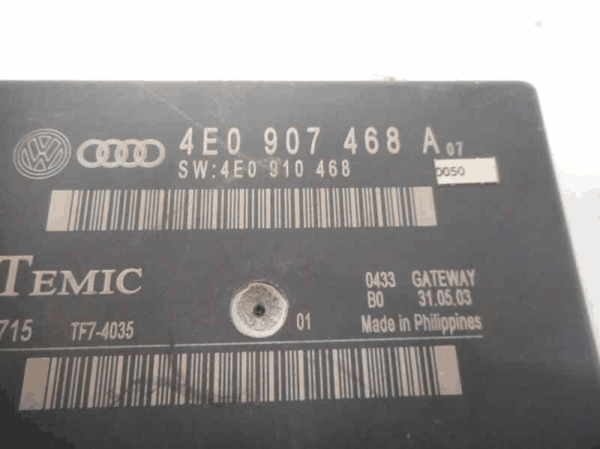 4E0 907 468 A 07
SW:4E0 910 468
0050
TEMIC
0433 GATEWAY
B0 31.05.03
715 TF7-4035
01 Made in Philippines